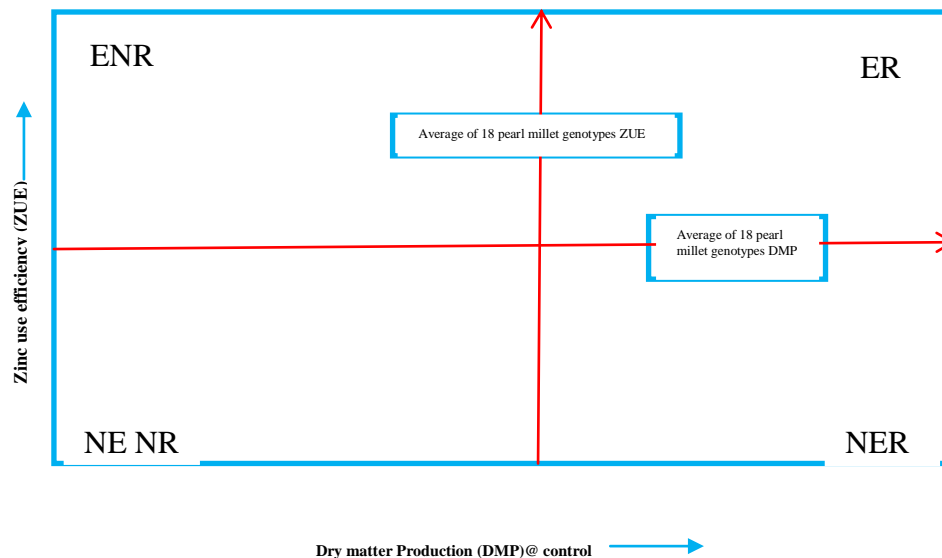 ENR
ER
Average of 18 pearl millet genotypes ZUE
Zinc use efficiency (ZUE)
Average of 18 pearl
millet genotypes DMP
NE NR
NER
Dry matter Production (DMP)@ control